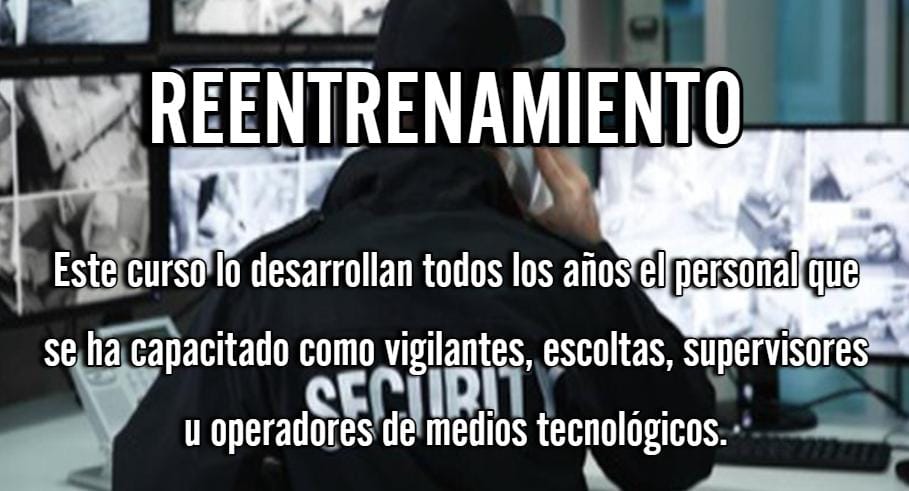 REENTRENAMIENTO
Este curso lo desarrollan todos los años el personal que
se ha capacitado como vigilantes, escoltas, supervisores
SECURIT
u operadores de medios tecnológicos.